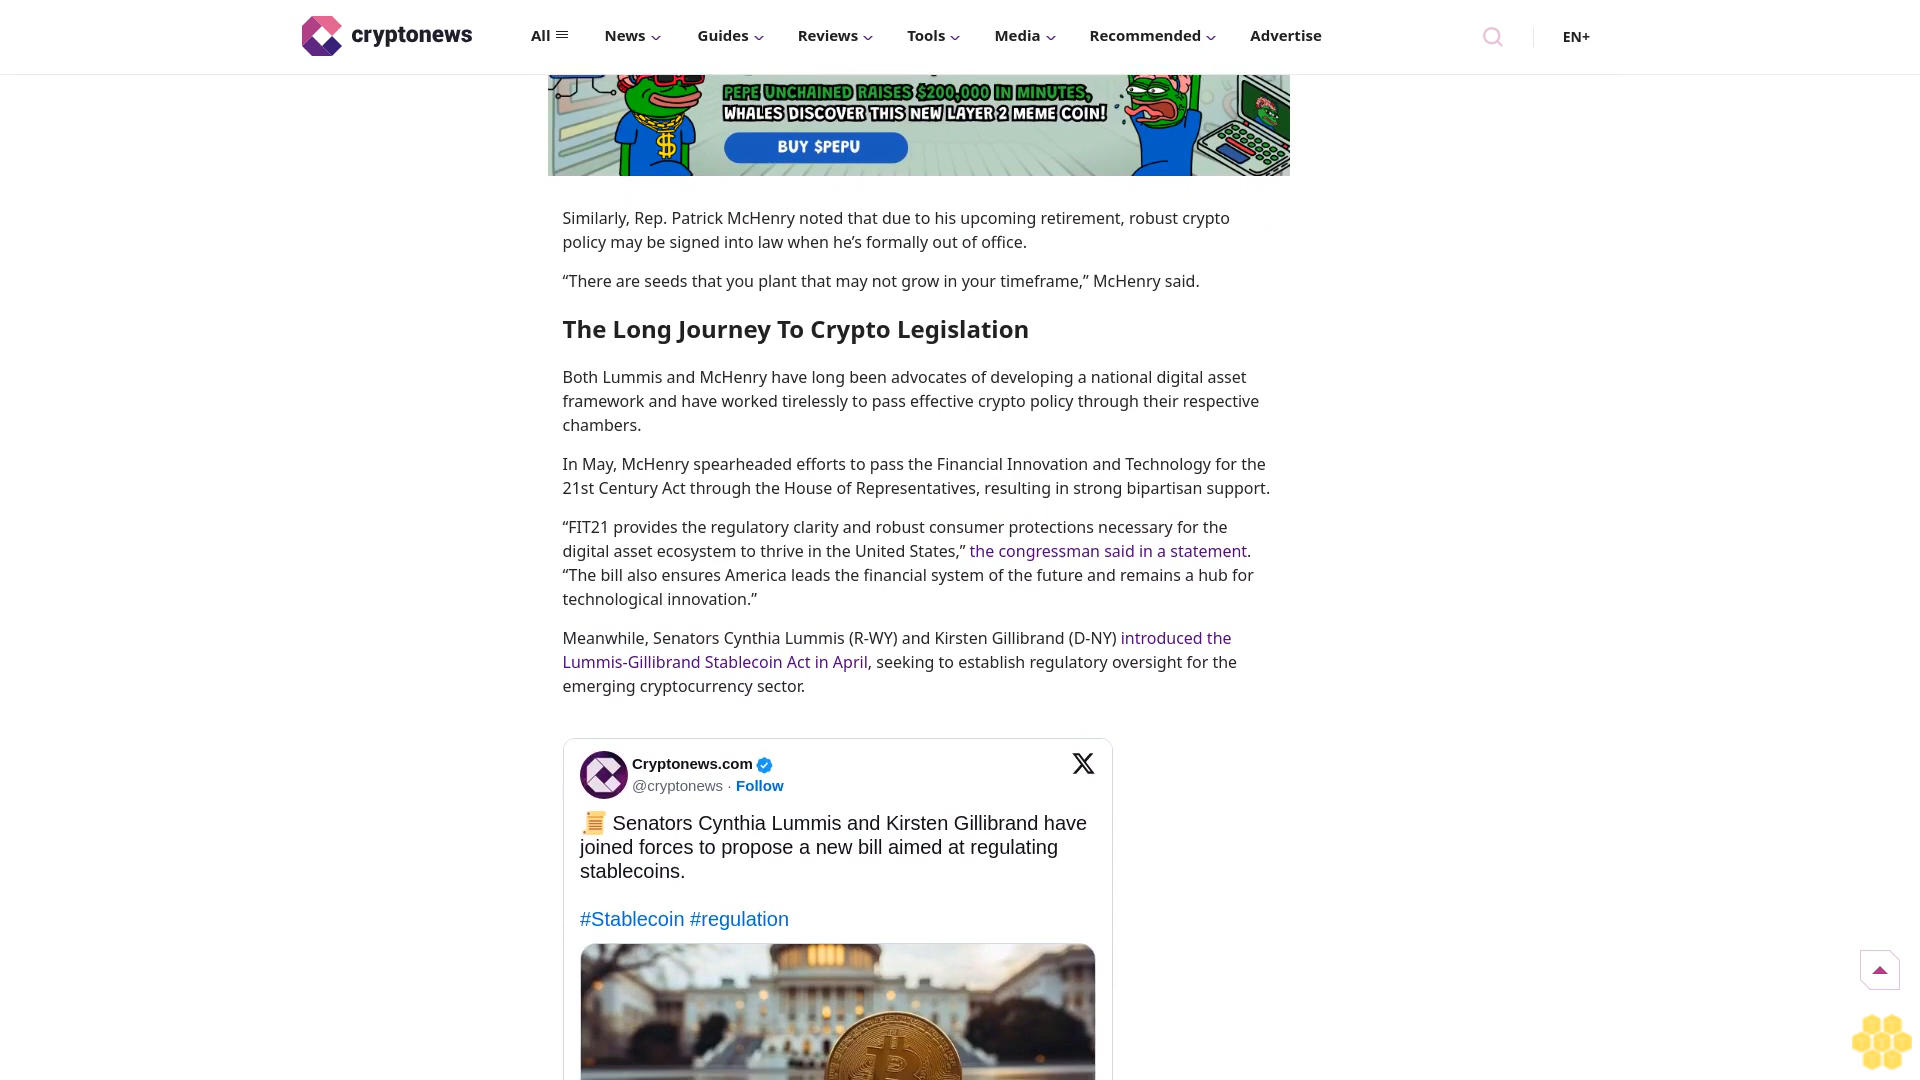 cryptonews
All
News
Guides
Reviews
Tools
Media
Recommended
Advertise
EN+
PEPE UNCHAINED RAISES $200,000 IN MINUTES,
WHALES DISCOVER THIS NEW LAYER 2 MEME COIN!
BUY $PEPU
Similarly, Rep. Patrick McHenry noted that due to his upcoming retirement, robust crypto
policy may be signed into law when he’s formally out of office.
“There are seeds that you plant that may not grow in your timeframe,” McHenry said.
The Long Journey To Crypto Legislation
Both Lummis and McHenry have long been advocates of developing a national digital asset
framework and have worked tirelessly to pass effective crypto policy through their respective
chambers.
In May, McHenry spearheaded efforts to pass the Financial Innovation and Technology for the
21st Century Act through the House of Representatives, resulting in strong bipartisan support.
“FIT21 provides the regulatory clarity and robust consumer protections necessary for the
digital asset ecosystem to thrive in the United States,” the congressman said in a statement.
“The bill also ensures America leads the financial system of the future and remains a hub for
technological innovation.”
Meanwhile, Senators Cynthia Lummis (R-WY) and Kirsten Gillibrand (D-NY) introduced the
Lummis-Gillibrand Stablecoin Act in April, seeking to establish regulatory oversight for the
emerging cryptocurrency sector.
Cryptonews.com
@cryptonews · Follow
📜 Senators Cynthia Lummis and Kirsten Gillibrand have
joined forces to propose a new bill aimed at regulating
stablecoins.
#Stablecoin #regulation